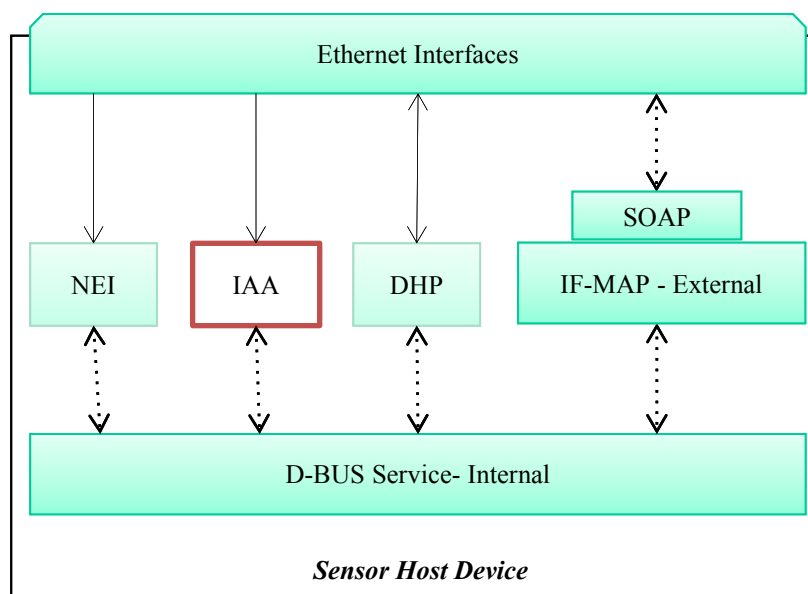 Ethernet Interfaces
SOAP
NEI
IAA
DHP
IF-MAP - External
D-BUS Service- Internal
Sensor Host Device